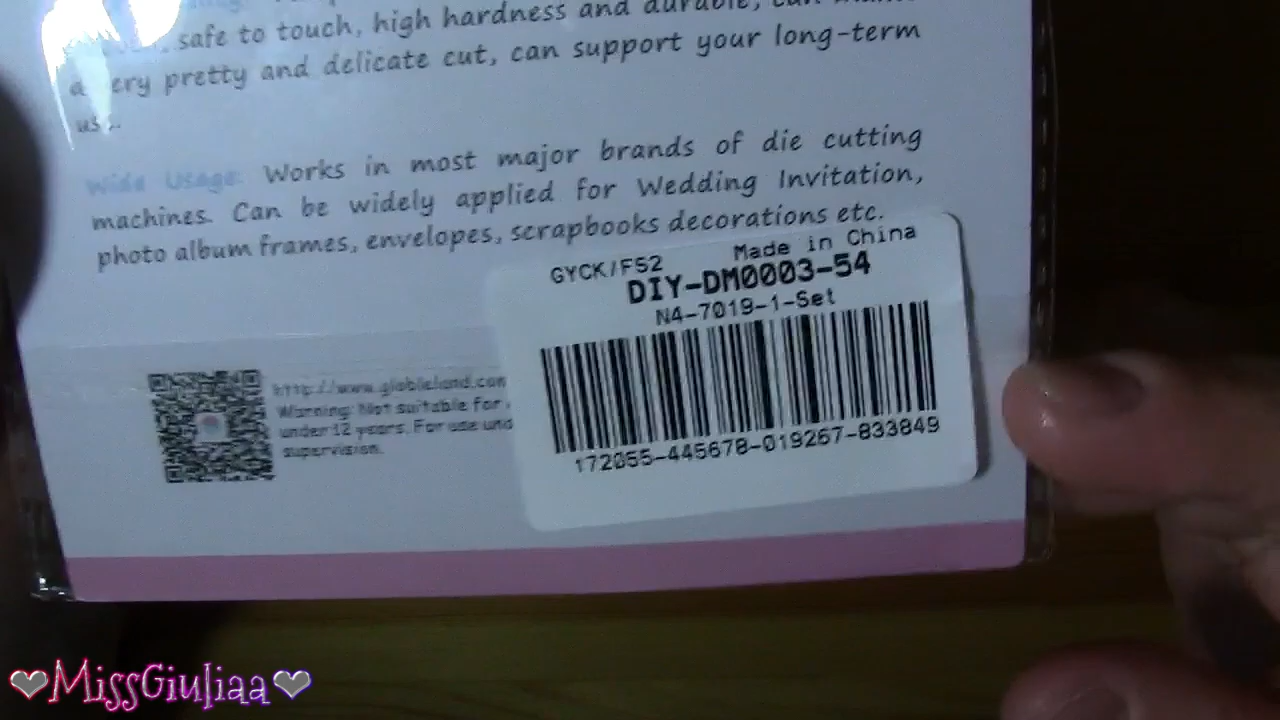 safe to touch, high hardness and durable, can
a very pretty and delicate cut, can support your long-term
Wide Usage: Works in most major brands of die cutting
machines. Can be widely applied for Wedding Invitation,
photo album frames, envelopes, scrapbooks decorations etc.
GYCK/FS2 Made in China
DIY-DM0003-54
N4-7019-1-Set
172055-445678-019267-833849
http://www.globleland.com
Warning: Not suitable for
under 12 years. For use und
supervision.
❤MissGiuliaa❤